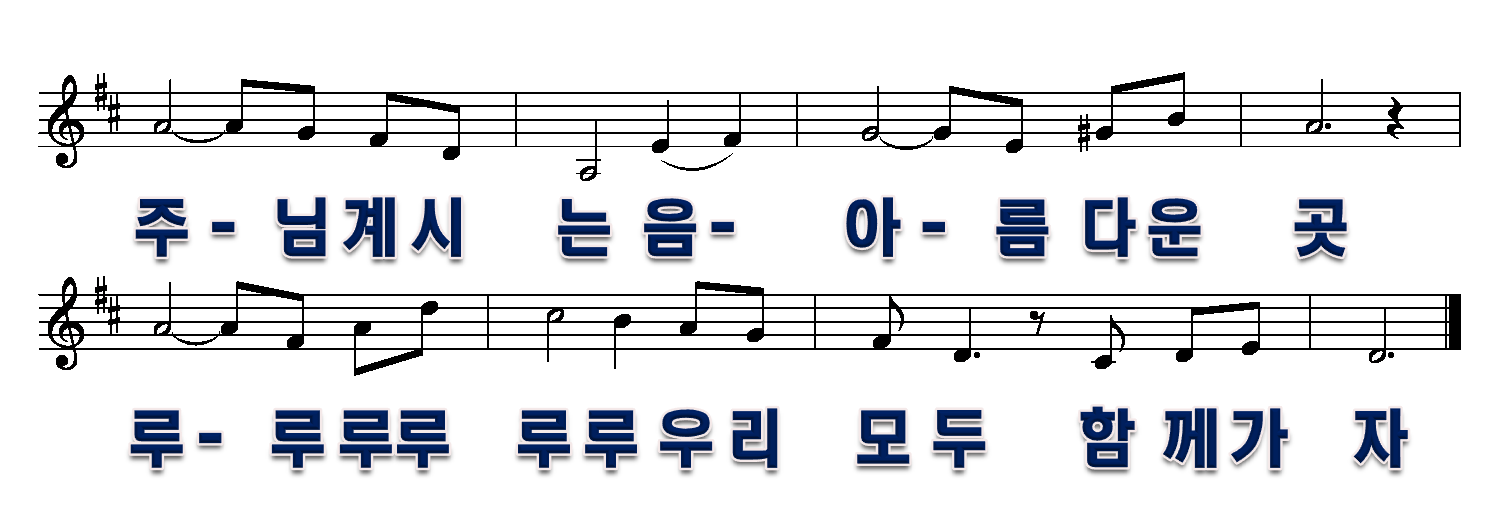 주 - 님 계 시 는 음 - 아 - 름 다 운 곳
루 - 루 루 루 루 루 우 리 모 두 함 께 가 자